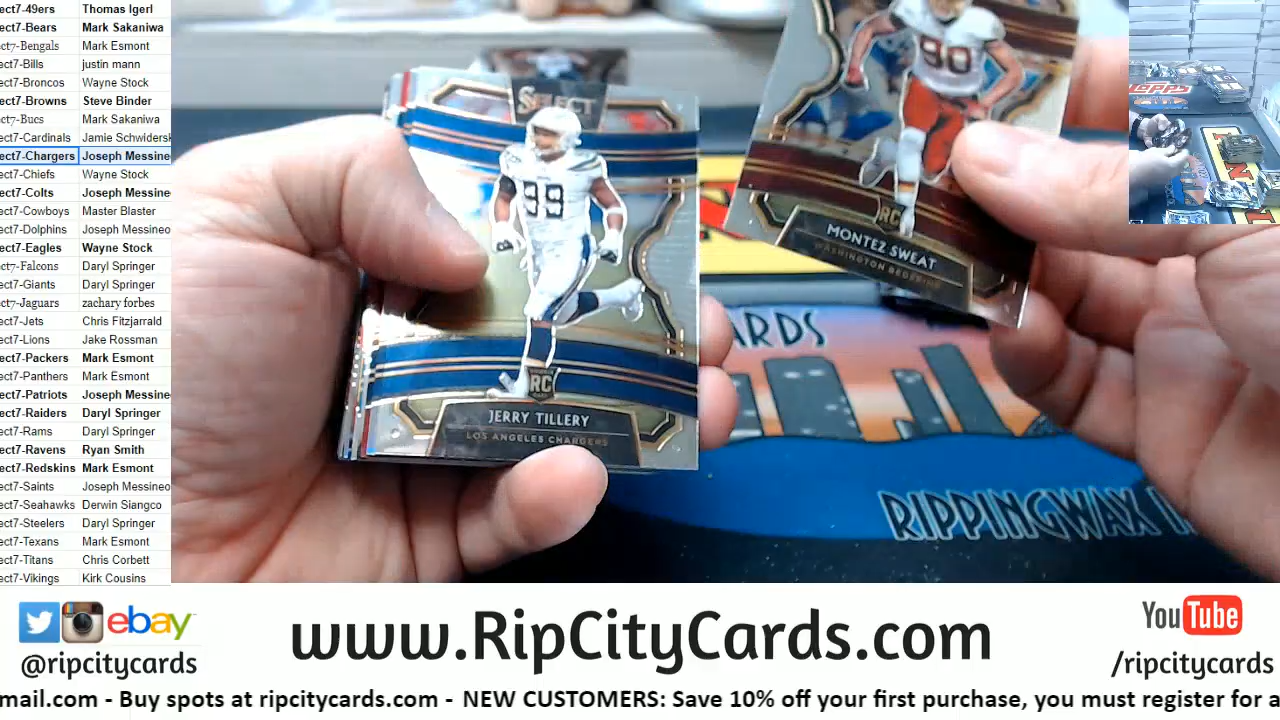 ect7-49ers Thomas Igerl
ect7-Bears Mark Sakaniwa
ect7-Bengals Mark Esmont
ect7-Bills justin mann
ect7-Broncos Wayne Stock
ect7-Browns Steve Binder
ect7-Bucs Mark Sakaniwa
ect7-Cardinals Jamie Schwidersk
ect7-Chargers Joseph Messine
ect7-Chiefs Wayne Stock
ect7-Colts Joseph Messine
ect7-Cowboys Master Blaster
ect7-Dolphins Joseph Messineo
ect7-Eagles Wayne Stock
ect7-Falcons Daryl Springer
ect7-Giants Daryl Springer
ect7-Jaguars zachary forbes
ect7-Jets Chris Fitzjarrald
ect7-Lions Jake Rossman
ect7-Packers Mark Esmont
ect7-Panthers Mark Esmont
ect7-Patriots Joseph Messine
ect7-Raiders Daryl Springer
ect7-Rams Daryl Springer
ect7-Ravens Ryan Smith
ect7-Redskins Mark Esmont
ect7-Saints Joseph Messineo
ect7-Seahawks Derwin Siangco
ect7-Steelers Daryl Springer
ect7-Texans Mark Esmont
ect7-Titans Chris Corbett
ect7-Vikings Kirk Cousins
SELECT
99
RC
JERRY TILLERY
LOS ANGELES CHARGERS
90
RC
MONTEZ SWEAT
WASHINGTON REDSKINS
ARDS
RIPPINGWAX
topps
ebay
@ripcitycards
www.RipCityCards.com
YouTube
/ripcitycards
mail.com - Buy spots at ripcitycards.com - NEW CUSTOMERS: Save 10% off your first purchase, you must register for a